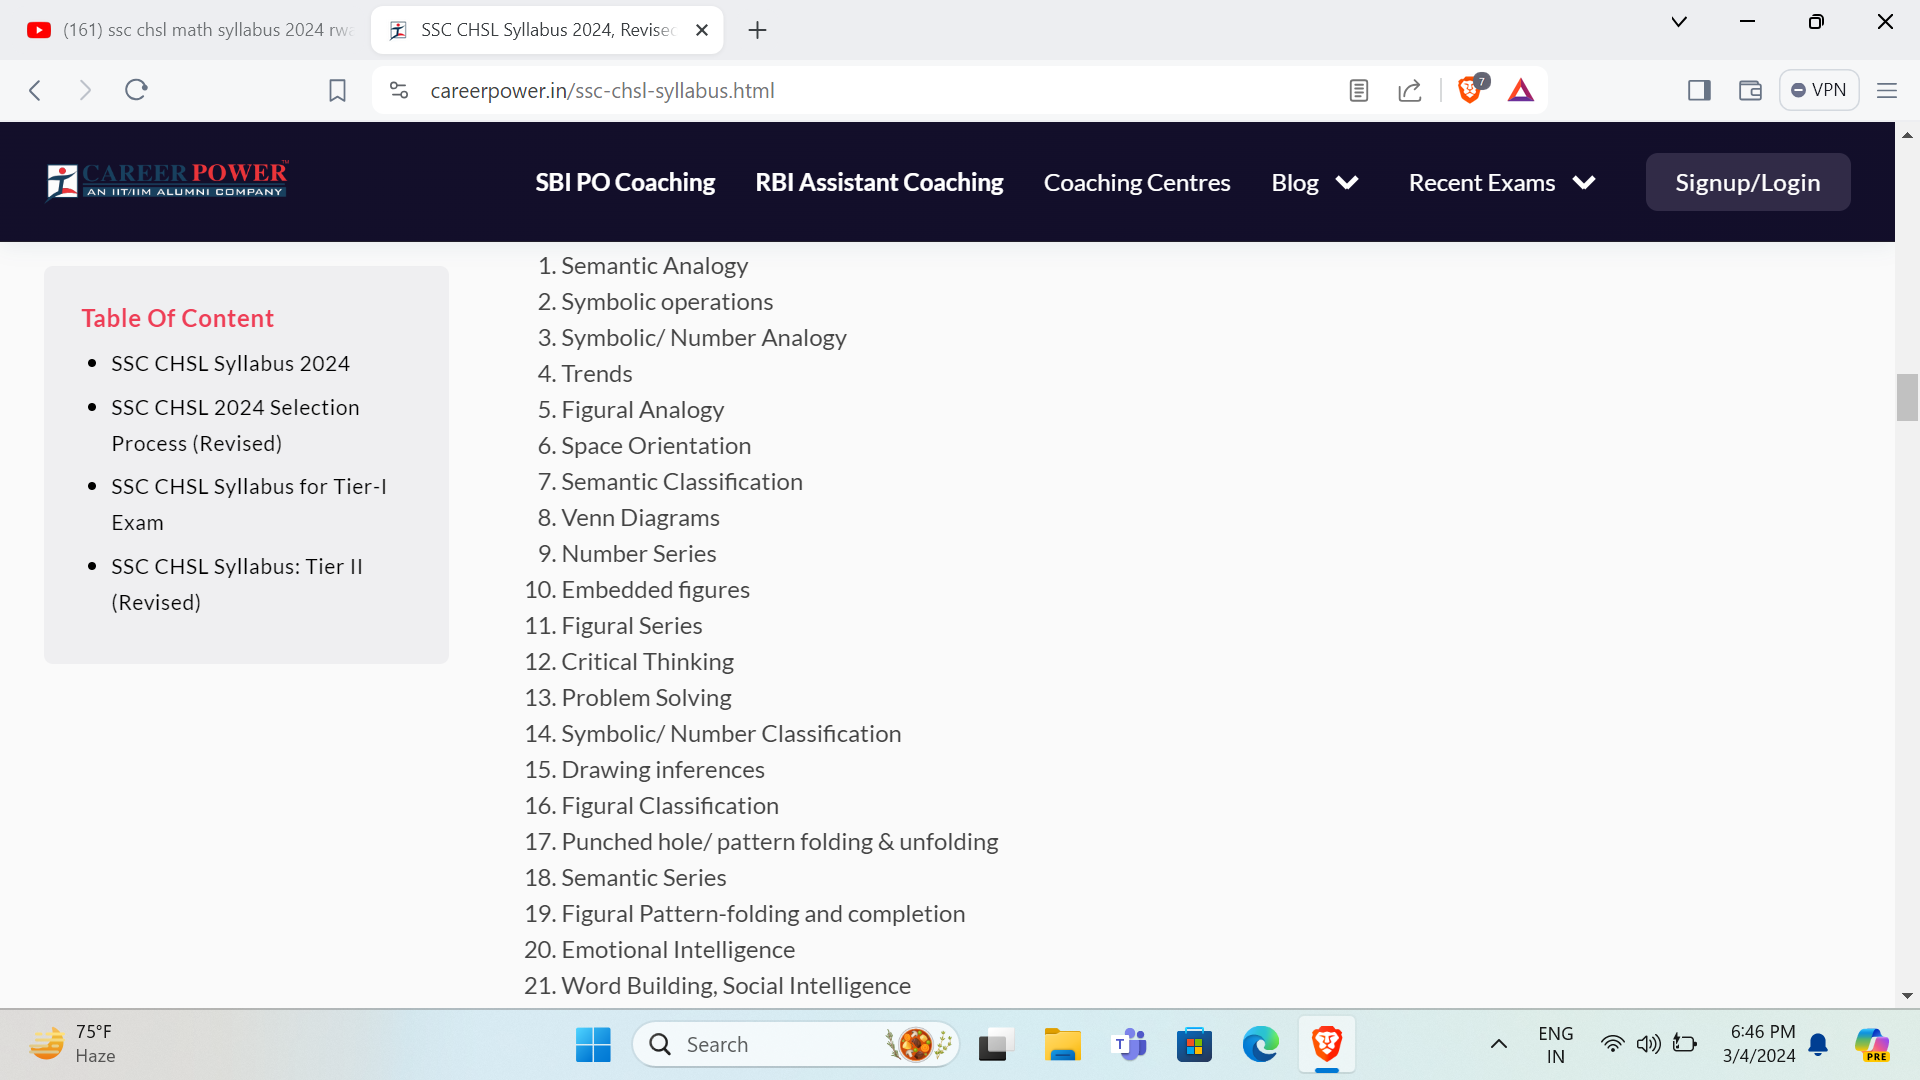 (161) ssc chsl math syllabus 2024 rwa
SSC CHSL Syllabus 2024, Revised
careerpower.in/ssc-chsl-syllabus.html
7
VPN
CAREER POWER™
AN IIT/IIM ALUMNI COMPANY
SBI PO Coaching
RBI Assistant Coaching
Coaching Centres
Blog
Recent Exams
Signup/Login
Table Of Content
SSC CHSL Syllabus 2024
SSC CHSL 2024 Selection
Process (Revised)
SSC CHSL Syllabus for Tier-I
Exam
SSC CHSL Syllabus: Tier II
(Revised)
1. Semantic Analogy
2. Symbolic operations
3. Symbolic/ Number Analogy
4. Trends
5. Figural Analogy
6. Space Orientation
7. Semantic Classification
8. Venn Diagrams
9. Number Series
10. Embedded figures
11. Figural Series
12. Critical Thinking
13. Problem Solving
14. Symbolic/ Number Classification
15. Drawing inferences
16. Figural Classification
17. Punched hole/ pattern folding & unfolding
18. Semantic Series
19. Figural Pattern-folding and completion
20. Emotional Intelligence
21. Word Building, Social Intelligence
75°F
Haze
Search
T
ENG
IN
6:46 PM
3/4/2024
PRE